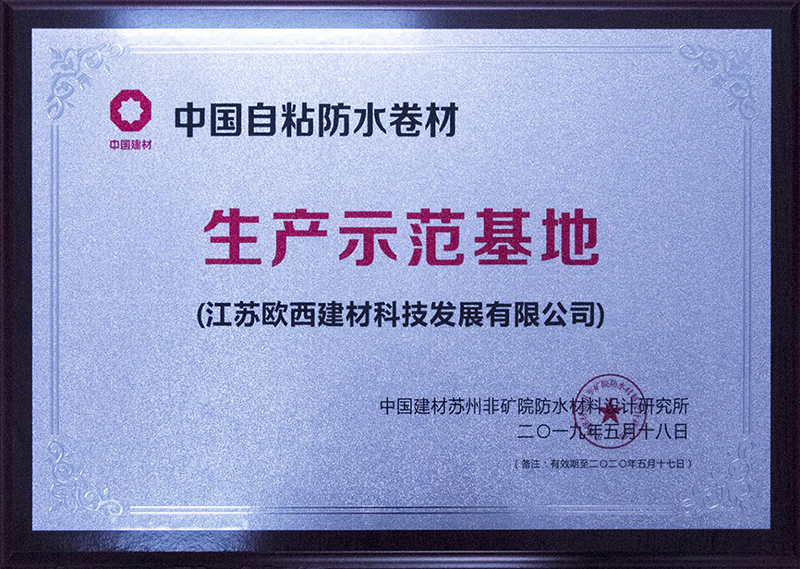 中国建材
中国自粘防水卷材
生产示范基地
(江苏欧西建材科技发展有限公司)
中国建材苏州非矿院防水材料设计研究所
二〇一九年五月十八日
(备注:有效期至二〇二〇年五月十七日)